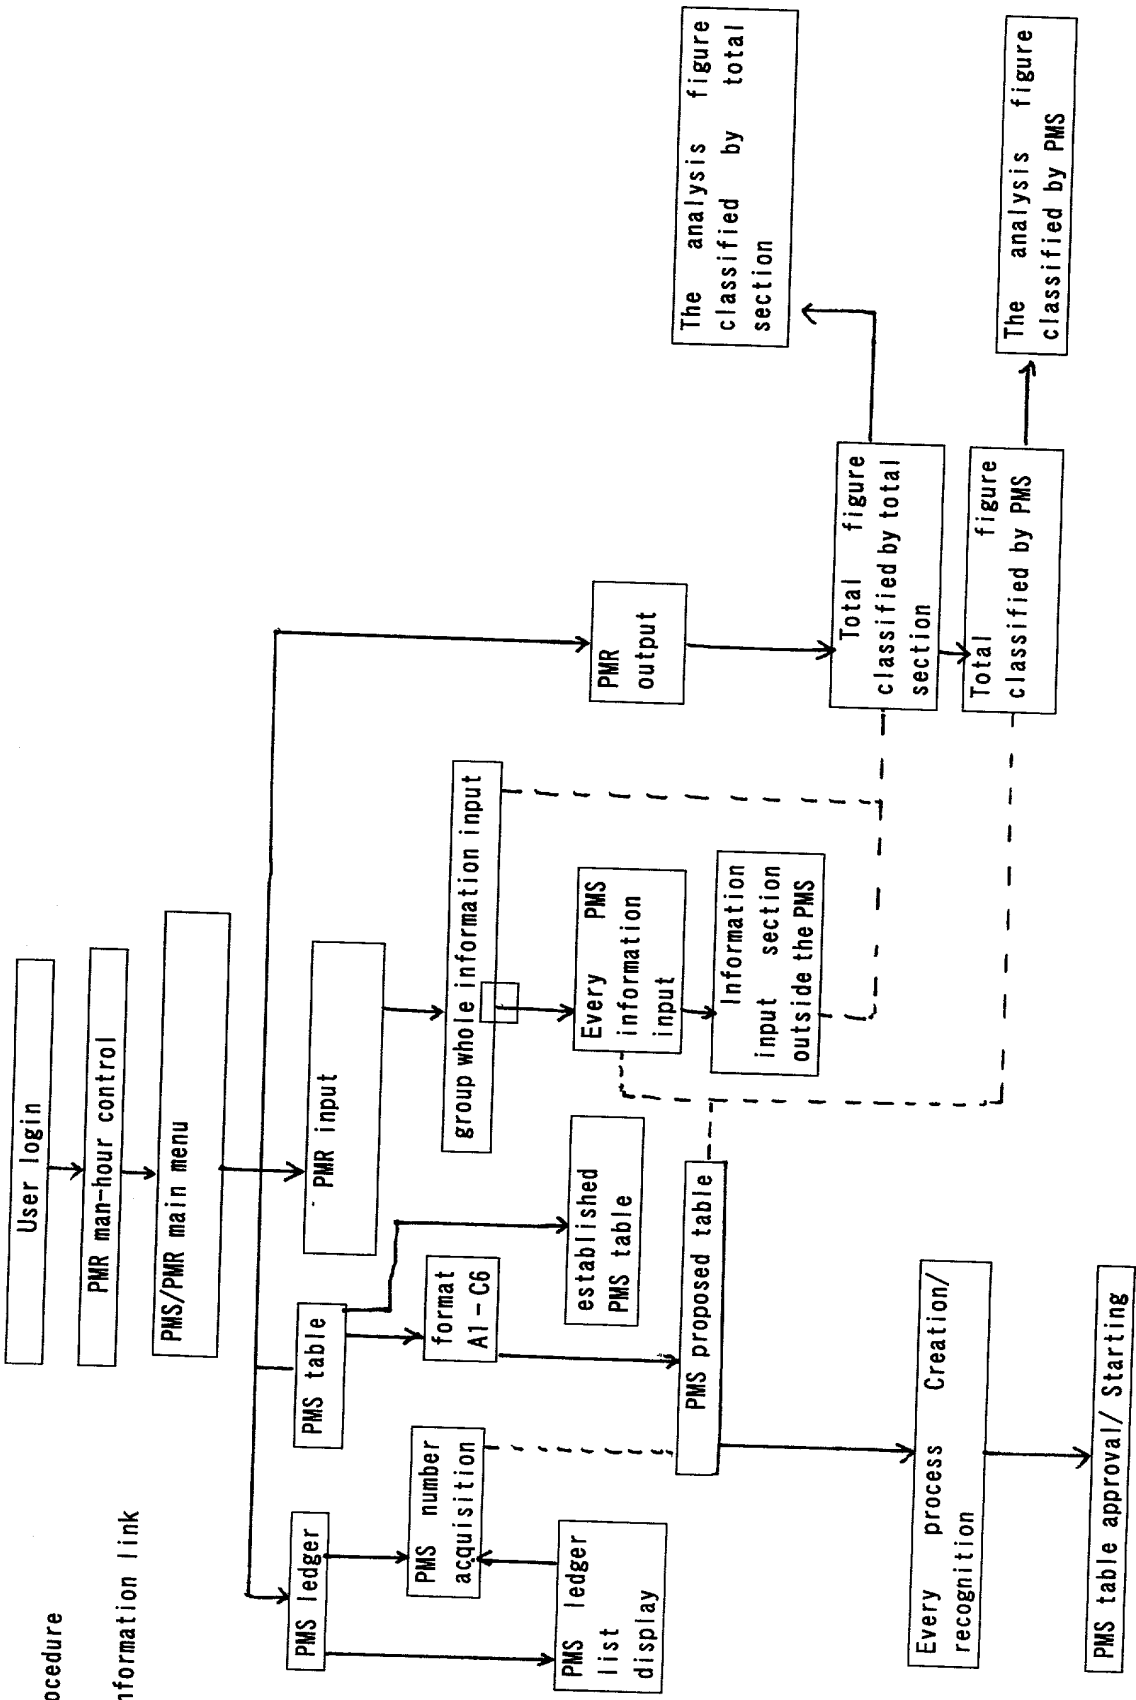 ocedure
nformation link
User login
PMR man-hour control
PMS/PMR main menu
PMS ledger
PMS table
PMR input
PMR
output
PMS number
acquisition
PMS ledger
list
display
format
A1-C6
established
PMS table
PMS proposed table
group whole information input
Every PMS
information
input
Information
input section
outside the PMS
Total figure
classified by total
section
Total figure
classified by PMS
The analysis figure
classified by total
section
The analysis figure
classified by PMS
Every process Creation/
recognition
PMS table approval/ Starting